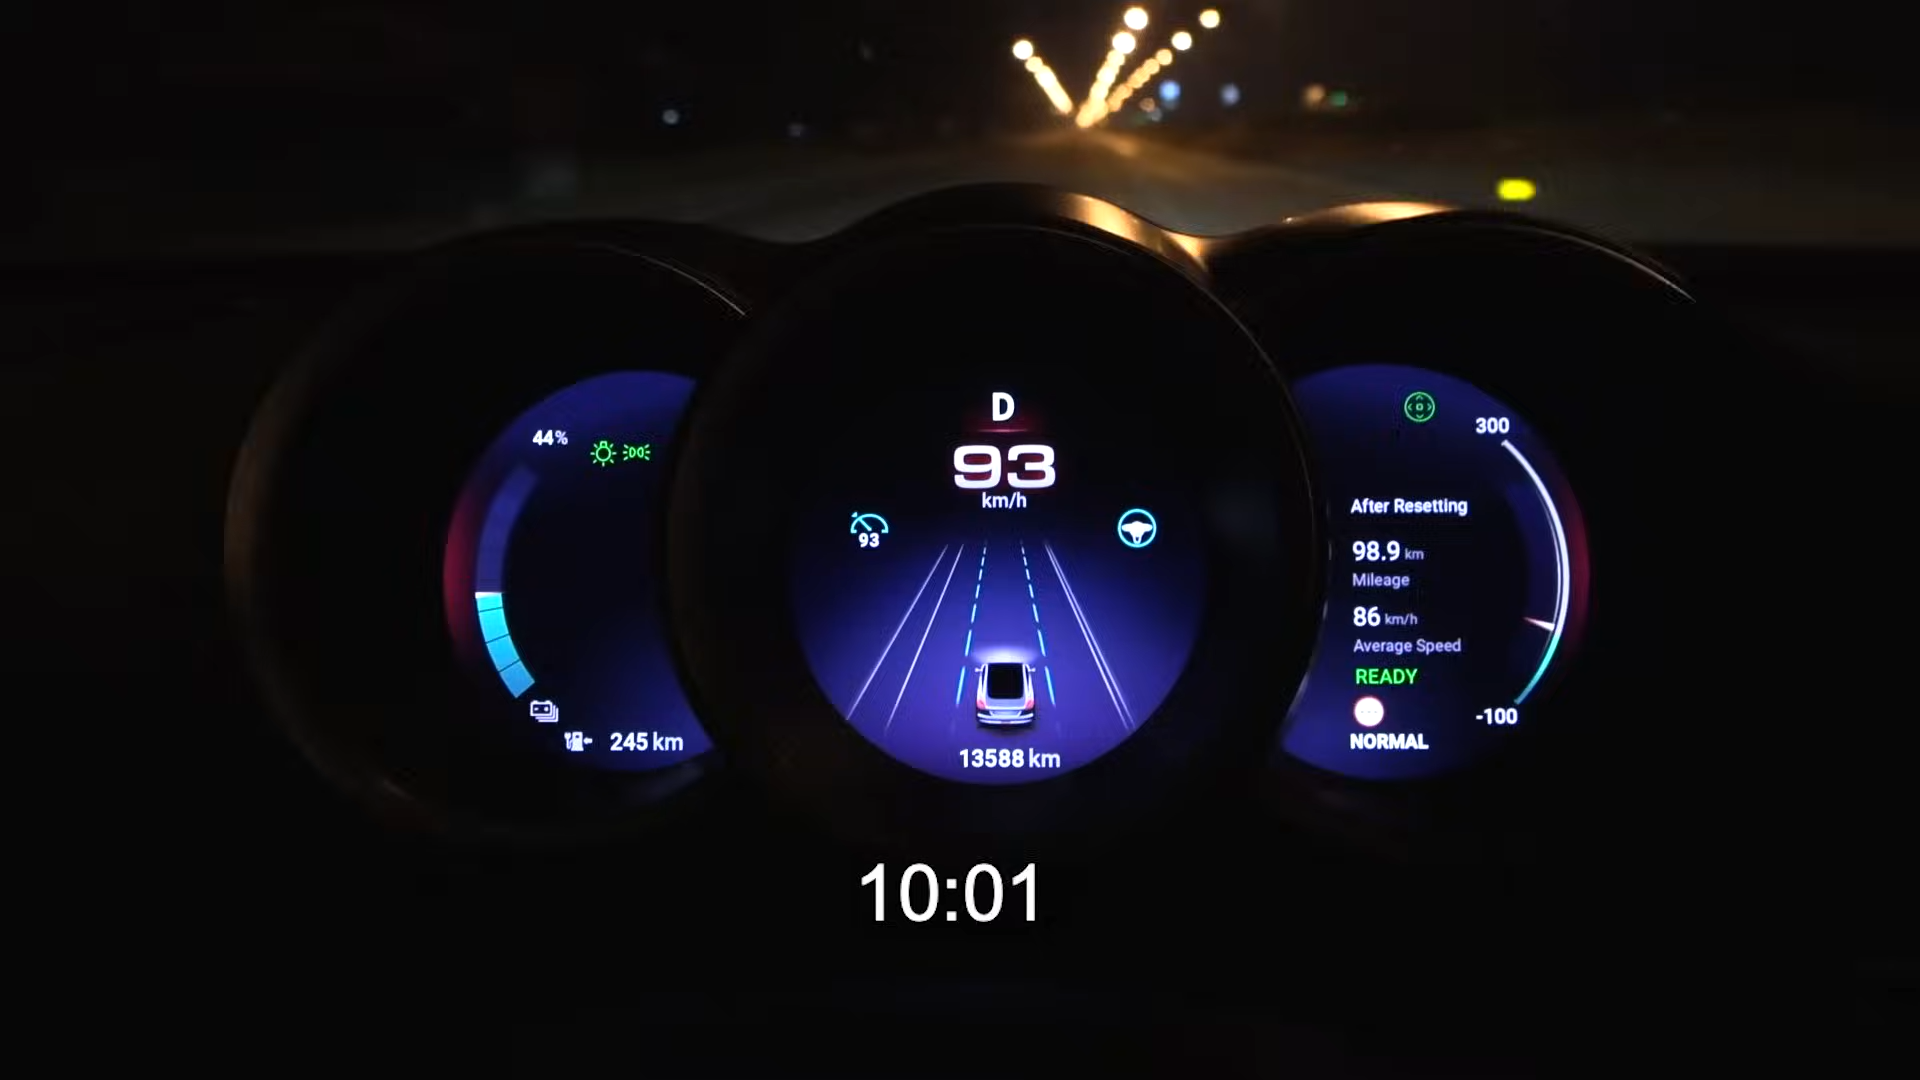 44%
245 km
D
93
km/h
93
13588 km
300
After Resetting
98.9 km
Mileage
86 km/h
Average Speed
READY
-100
NORMAL
10:01